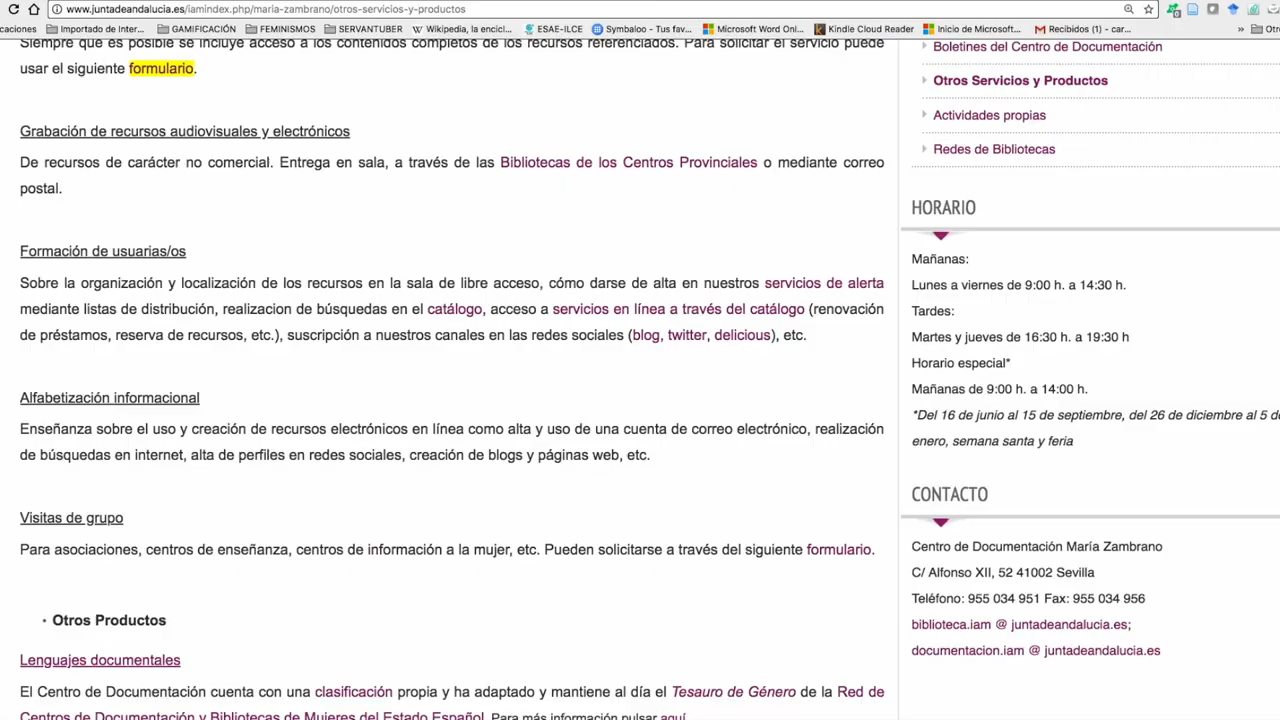 www.juntadeandalucia.es/iamindex.php/maria-zambrano/otros-servicios-y-productos
caciones
Importado de Inter...
GAMIFICACIÓN
FEMINISMOS
SERVANTUBER
Wikipedia, la encicl...
ESAE-ILCE
Symbaloo - Tus fav...
Microsoft Word Onl...
Kindle Cloud Reader
Inicio de Microsoft...
Recibidos (1) - car...
»
Otro
Siempre que es posible se incluye acceso a los contenidos completos de los recursos referenciados. Para solicitar el servicio puede
usar el siguiente formulario.
Grabación de recursos audiovisuales y electrónicos
De recursos de carácter no comercial. Entrega en sala, a través de las Bibliotecas de los Centros Provinciales o mediante correo
postal.
Formación de usuarias/os
Sobre la organización y localización de los recursos en la sala de libre acceso, cómo darse de alta en nuestros servicios de alerta
mediante listas de distribución, realizacion de búsquedas en el catálogo, acceso a servicios en línea a través del catálogo (renovación
de préstamos, reserva de recursos, etc.), suscripción a nuestros canales en las redes sociales (blog, twitter, delicious), etc.
Alfabetización informacional
Enseñanza sobre el uso y creación de recursos electrónicos en línea como alta y uso de una cuenta de correo electrónico, realización
de búsquedas en internet, alta de perfiles en redes sociales, creación de blogs y páginas web, etc.
Visitas de grupo
Para asociaciones, centros de enseñanza, centros de información a la mujer, etc. Pueden solicitarse a través del siguiente formulario.
• Otros Productos
Lenguajes documentales
El Centro de Documentación cuenta con una clasificación propia y ha adaptado y mantiene al día el Tesauro de Género de la Red de
Centros de Documentación y Bibliotecas de Mujeres del Estado Español. Para más información pulsar aquí
Boletines del Centro de Documentación
Otros Servicios y Productos
Actividades propias
Redes de Bibliotecas
HORARIO
Mañanas:
Lunes a viernes de 9:00 h. a 14:30 h.
Tardes:
Martes y jueves de 16:30 h. a 19:30 h
Horario especial*
Mañanas de 9:00 h. a 14:00 h.
*Del 16 de junio al 15 de septiembre, del 26 de diciembre al 5 de
enero, semana santa y feria
CONTACTO
Centro de Documentación María Zambrano
C/ Alfonso XII, 52 41002 Sevilla
Teléfono: 955 034 951 Fax: 955 034 956
biblioteca.iam @ juntadeandalucia.es;
documentacion.iam @ juntadeandalucia.es